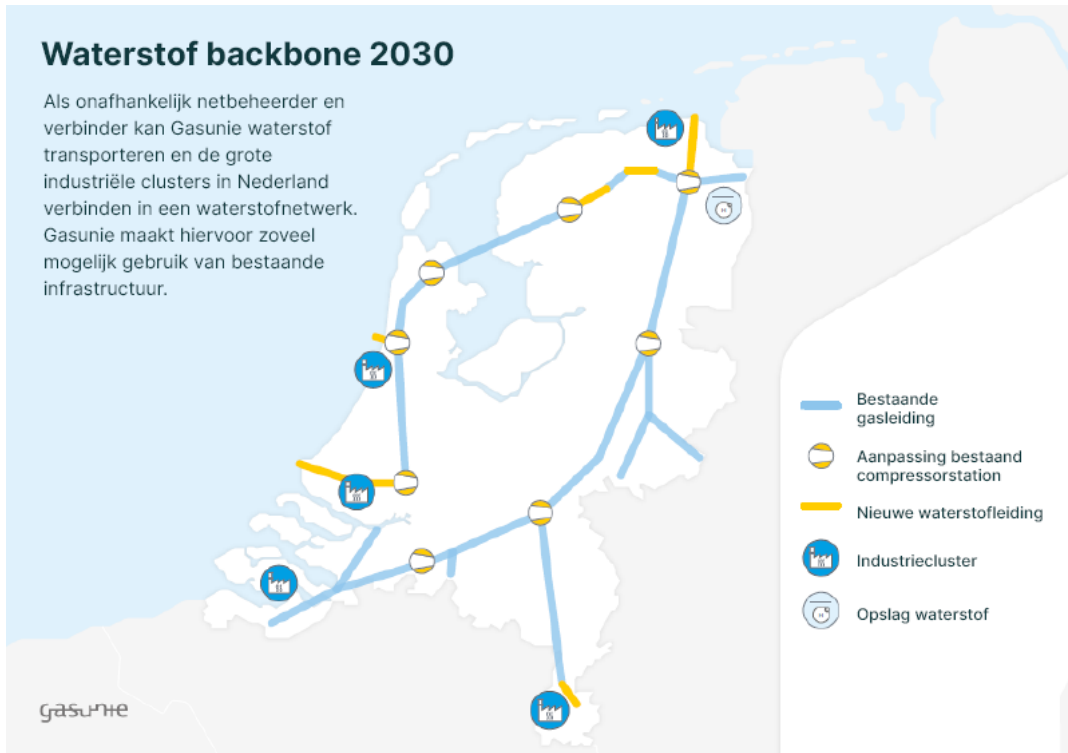 Waterstof backbone 2030
Als onafhankelijk netbeheerder en
verbinder kan Gasunie waterstof
transporteren en de grote
industriële clusters in Nederland
verbinden in een waterstofnetwerk.
Gasunie maakt hiervoor zoveel
mogelijk gebruik van bestaande
infrastructuur.
Bestaande
gasleiding
Aanpassing bestaand
compressorstation
Nieuwe waterstofleiding
Industriecluster
Opslag waterstof
gasunie